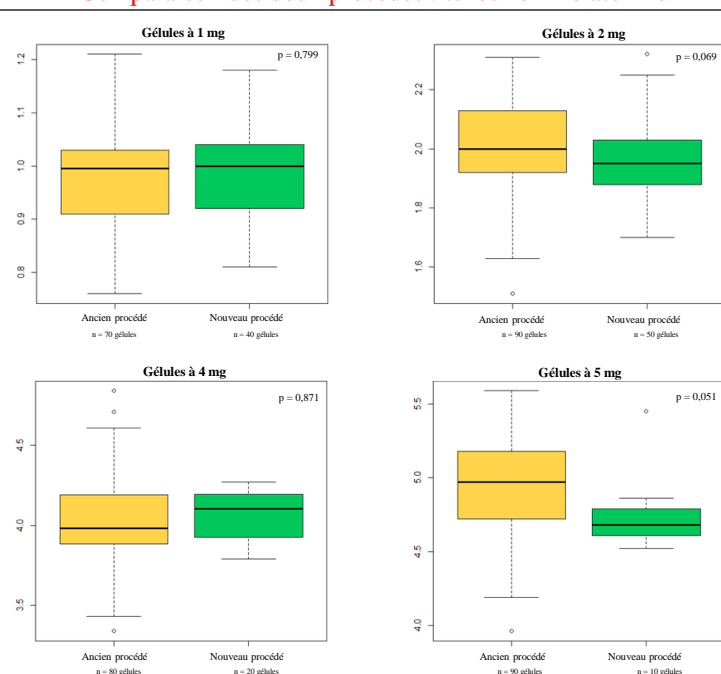 Gélules à 1 mg
p = 0,799
1.2
1.1
1.0
0.9
0.8
Ancien procédé
Nouveau procédé
n = 70 gélules
n = 40 gélules
Gélules à 2 mg
p = 0,069
2.2
2.0
1.8
1.6
Ancien procédé
Nouveau procédé
n = 90 gélules
n = 50 gélules
Gélules à 4 mg
p = 0,871
4.5
4.0
3.5
Ancien procédé
Nouveau procédé
n = 80 gélules
n = 20 gélules
Gélules à 5 mg
p = 0,051
5.5
5.0
4.5
4.0
Ancien procédé
Nouveau procédé
n = 90 gélules
n = 10 gélules